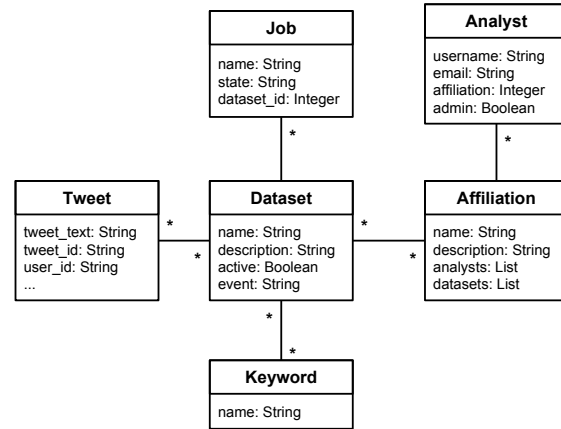 Job
name: String
state: String
dataset_id: Integer
*
Analyst
username: String
email: String
affiliation: Integer
admin: Boolean
*
Tweet
tweet_text: String
tweet_id: String
user_id: String
...
*
*
Dataset
name: String
description: String
active: Boolean
event: String
*
*
Affiliation
name: String
description: String
analysts: List
datasets: List
*
*
Keyword
name: String